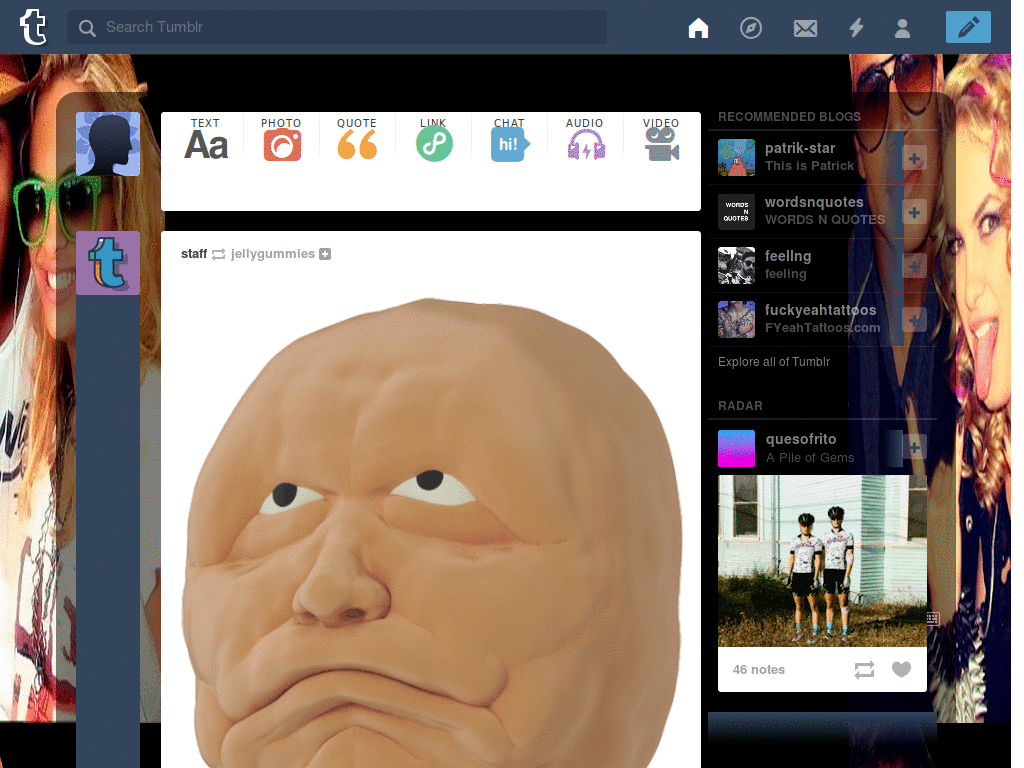 t
Search Tumblr
TEXT
Aa
PHOTO
QUOTE
LINK
CHAT
hi!
AUDIO
VIDEO
t
staff jellygummies
RECOMMENDED BLOGS
patrik-star
This is Patrick
WORDS
N
QUOTES
wordsnquotes
WORDS N QUOTES
feellng
feeling
fuckyeahtattoos
FYeahTattoos.com
Explore all of Tumblr
RADAR
quesofrito
A Pile of Gems
46 notes